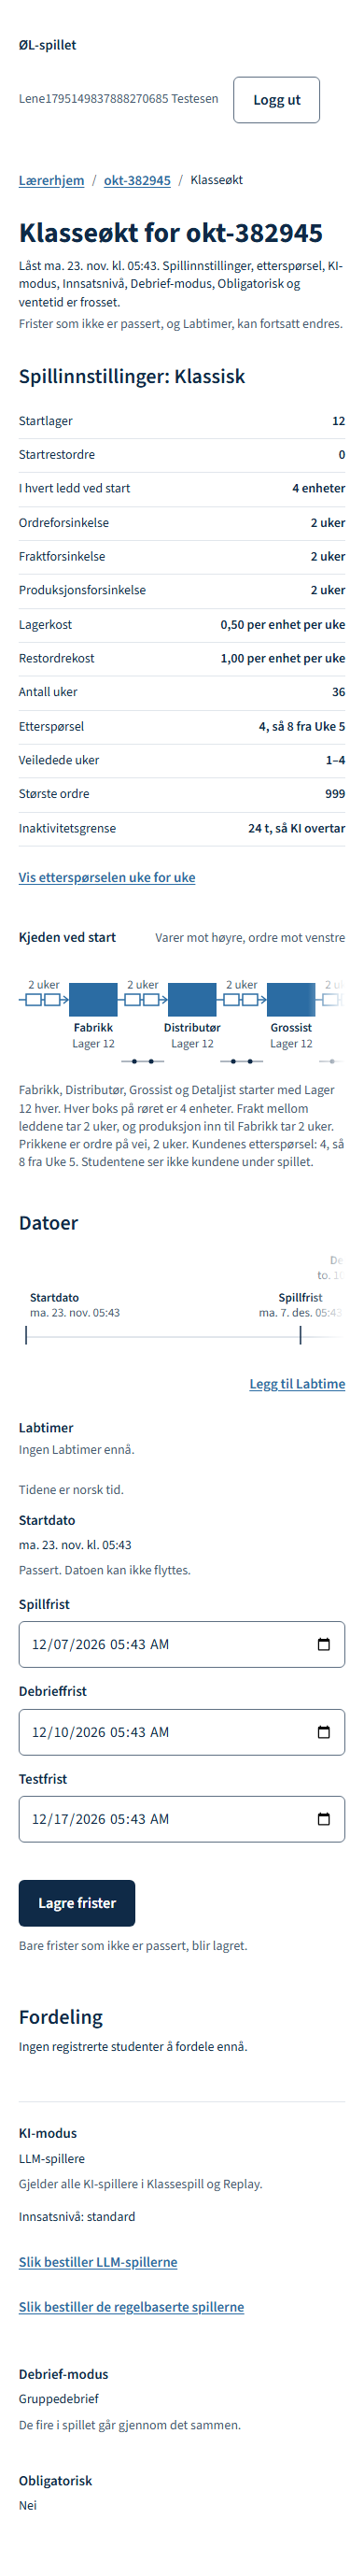 ØL-spillet
Lene1795149837888270685 Testesen
Logg ut
Lærerhjem / okt-382945 / Klasseøkt
Klasseøkt for okt-382945
Låst ma. 23. nov. kl. 05:43. Spillinnstillinger, etterspørsel, KI-
modus, Innsatsnivå, Debrief-modus, Obligatorisk og
ventetid er frosset.
Frister som ikke er passert, og Labtimer, kan fortsatt endres.
Spillinnstillinger: Klassisk
Startlager 12
Startrestordre 0
I hvert ledd ved start 4 enheter
Ordreforsinkelse 2 uker
Fraktforsinkelse 2 uker
Produksjonsforsinkelse 2 uker
Lagerkost 0,50 per enhet per uke
Restordrekost 1,00 per enhet per uke
Antall uker 36
Etterspørsel 4, så 8 fra Uke 5
Veiledede uker 1–4
Største ordre 999
Inaktivitetsgrense 24 t, så KI overtar
Vis etterspørselen uke for uke
Kjeden ved start Varer mot høyre, ordre mot venstre
2 uker 2 uker 2 uker
Fabrikk Distributør Grossist
Lager 12 Lager 12 Lager 12
Fabrikk, Distributør, Grossist og Detaljist starter med Lager
12 hver. Hver boks på røret er 4 enheter. Frakt mellom
leddene tar 2 uker, og produksjon inn til Fabrikk tar 2 uker.
Prikkene er ordre på vei, 2 uker. Kundenes etterspørsel: 4, så
8 fra Uke 5. Studentene ser ikke kundene under spillet.
Datoer
Startdato Spillfrist
ma. 23. nov. 05:43 ma. 7. des. 05:43
Legg til Labtime
Labtimer
Ingen Labtimer ennå.
Tidene er norsk tid.
Startdato
ma. 23. nov. kl. 05:43
Passert. Datoen kan ikke flyttes.
Spillfrist
12/07/2026 05:43 AM
Debrieffrist
12/10/2026 05:43 AM
Testfrist
12/17/2026 05:43 AM
Lagre frister
Bare frister som ikke er passert, blir lagret.
Fordeling
Ingen registrerte studenter å fordele ennå.
KI-modus
LLM-spillere
Gjelder alle KI-spillere i Klassespill og Replay.
Innsatsnivå: standard
Slik bestiller LLM-spillerne
Slik bestiller de regelbaserte spillerne
Debrief-modus
Gruppedebrief
De fire i spillet går gjennom det sammen.
Obligatorisk
Nei